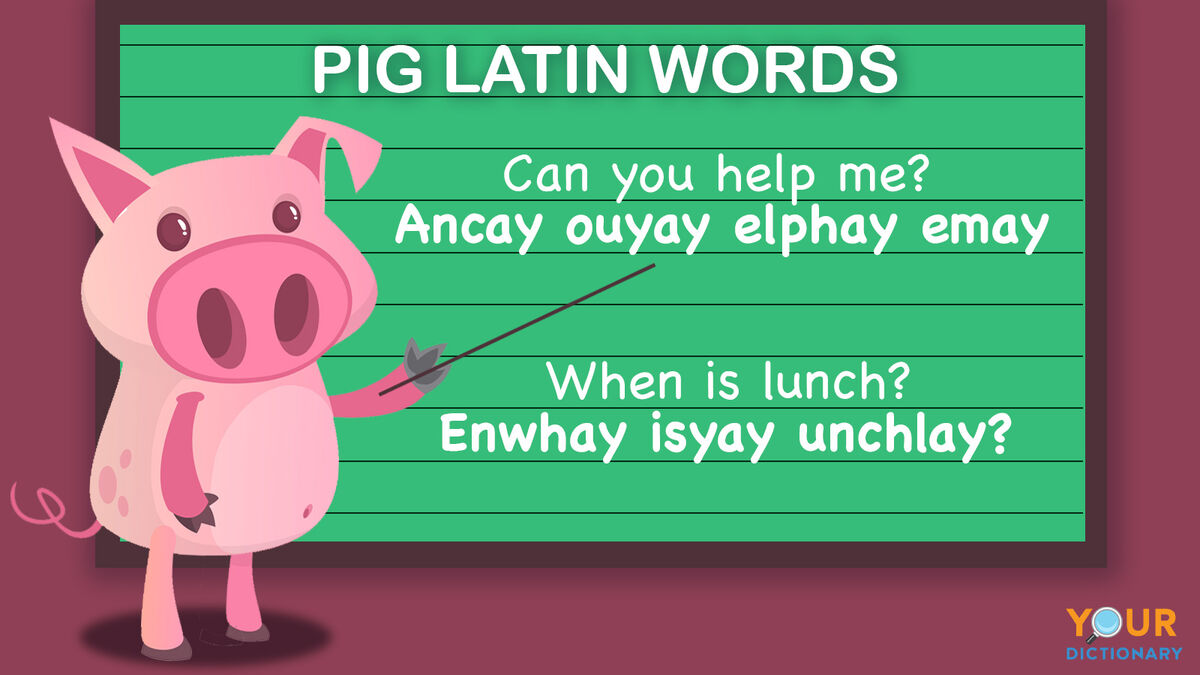 PIG LATIN WORDS
Can you help me?
Ancay ouyay elphay emay
When is lunch?
Enwhay isyay unchlay?
YOUR
DICTIONARY